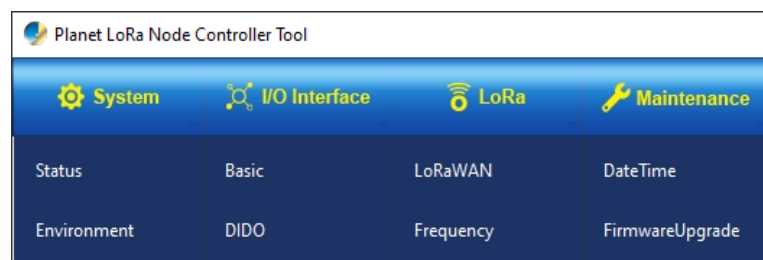 Planet LoRa Node Controller Tool
System I/O Interface LoRa Maintenance
Status Basic LoRaWAN DateTime
Environment DIDO Frequency FirmwareUpgrade